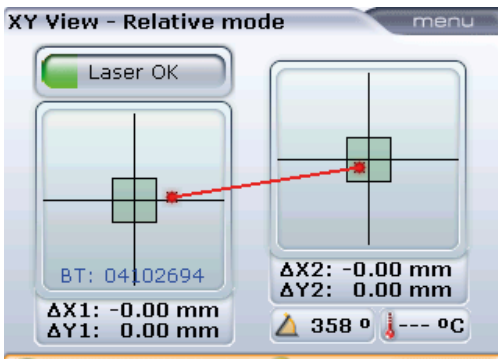 XY View - Relative mode
menu
Laser OK
BT: 04102694
ΔX1: -0.00 mm
ΔY1: 0.00 mm
ΔX2: -0.00 mm
ΔY2: 0.00 mm
358 º
--- ºC